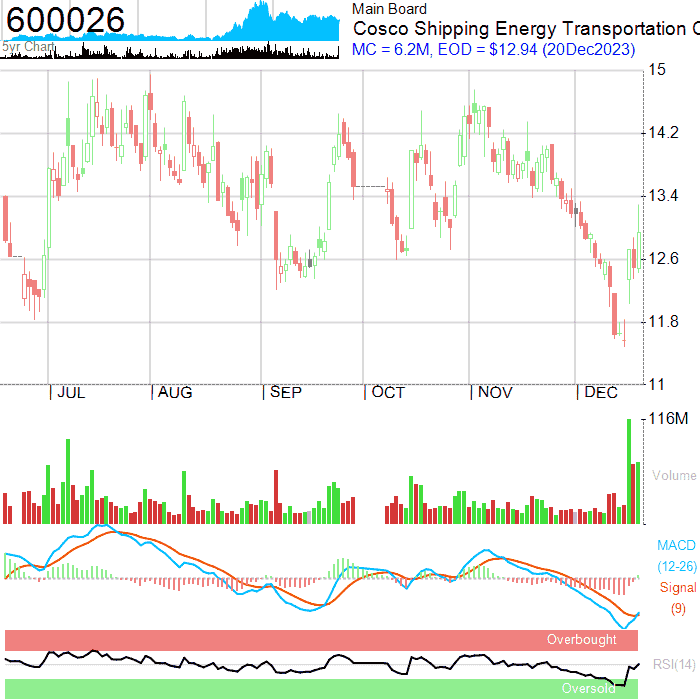 600026
5yr Chart
Main Board
Cosco Shipping Energy Transportation C
MC = 6.2M, EOD = $12.94 (20Dec2023)
15
14.2
13.4
12.6
11.8
11
JUL AUG SEP OCT NOV DEC
116M
Volume
MACD
(12-26)
Signal
(9)
Overbought
RSI(14)
Oversold